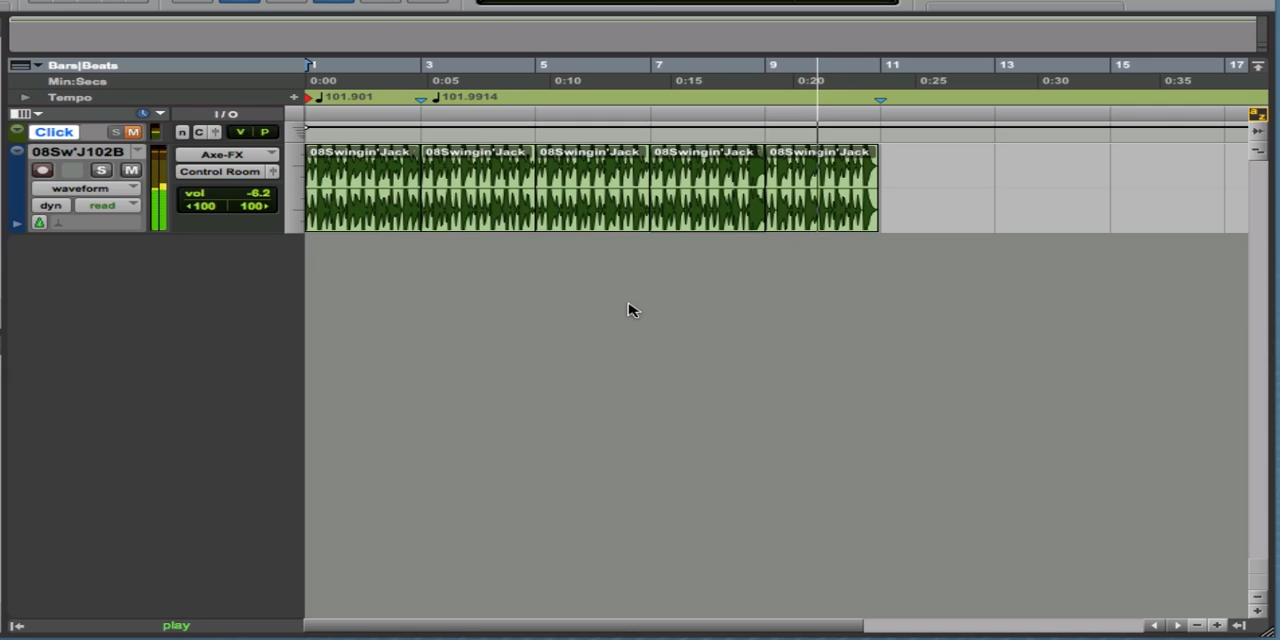 Bars|Beats 1 3 5 7 9 11 13 15 17
Min:Secs 0:00 0:05 0:10 0:15 0:20 0:25 0:30 0:35
Tempo + 101.901 101.9914
I/O a z
Click S M n C V P
08Sw'J102B Axe-FX 08Swingin'Jack 08Swingin'Jack 08Swingin'Jack 08Swingin'Jack 08Swingin'Jack
S M Control Room
waveform vol -6.2
dyn read 100 100
play